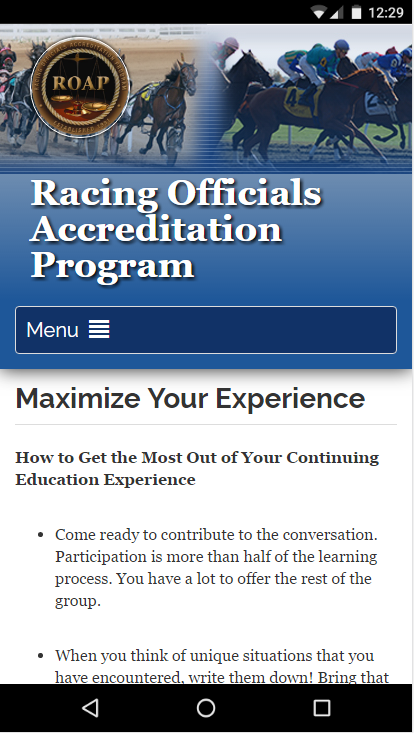 12:29
ROAP
Racing Officials
Accreditation
Program
Menu
Maximize Your Experience
How to Get the Most Out of Your Continuing
Education Experience
Come ready to contribute to the conversation.
Participation is more than half of the learning
process. You have a lot to offer the rest of the
group.
When you think of unique situations that you
have encountered, write them down! Bring that